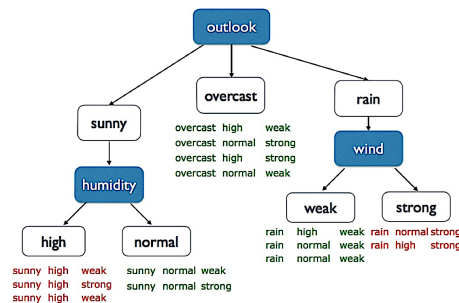 outlook
overcast
rain
sunny
overcast high weak
overcast normal strong
overcast high strong
overcast normal weak
wind
humidity
weak
strong
high
normal
rain high weak
rain normal weak
rain normal weak
rain normal strong
rain high strong
sunny high weak
sunny high strong
sunny high weak
sunny normal weak
sunny normal strong